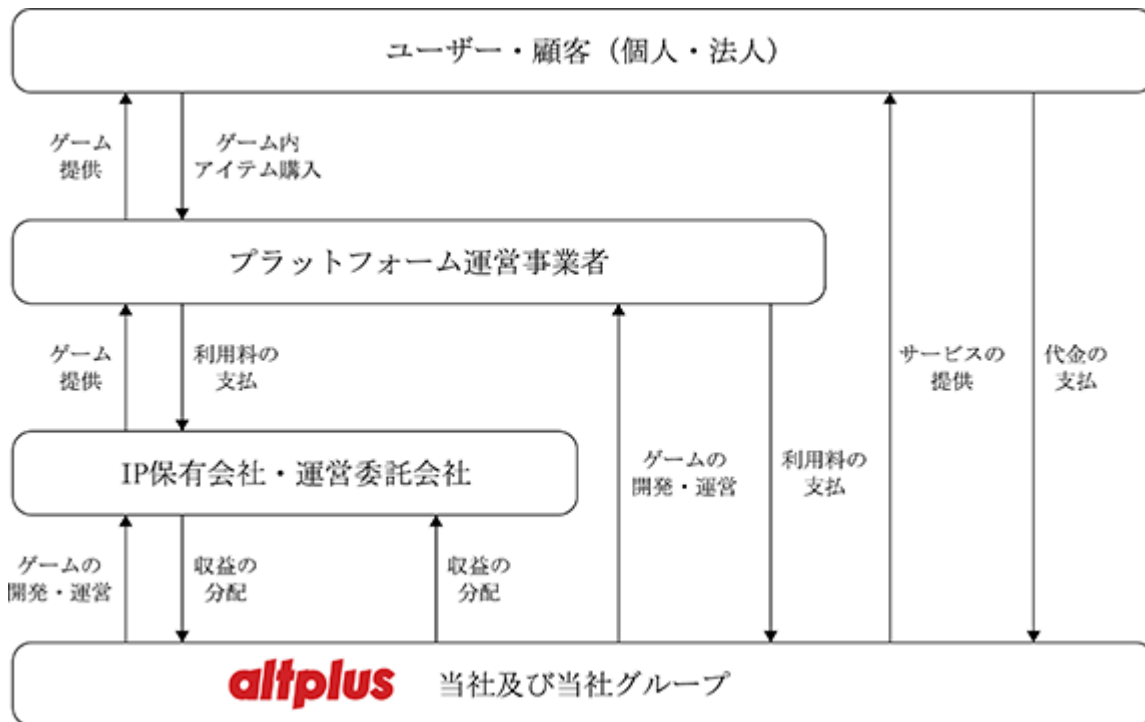 ユーザー・顧客（個人・法人）
ゲーム
提供
ゲーム内
アイテム購入
プラットフォーム運営事業者
ゲーム
提供
利用料の
支払
サービスの
提供
代金の
支払
IP保有会社・運営委託会社
ゲームの
開発・運営
利用料の
支払
ゲームの
開発・運営
収益の
分配
収益の
分配
altplus 当社及び当社グループ